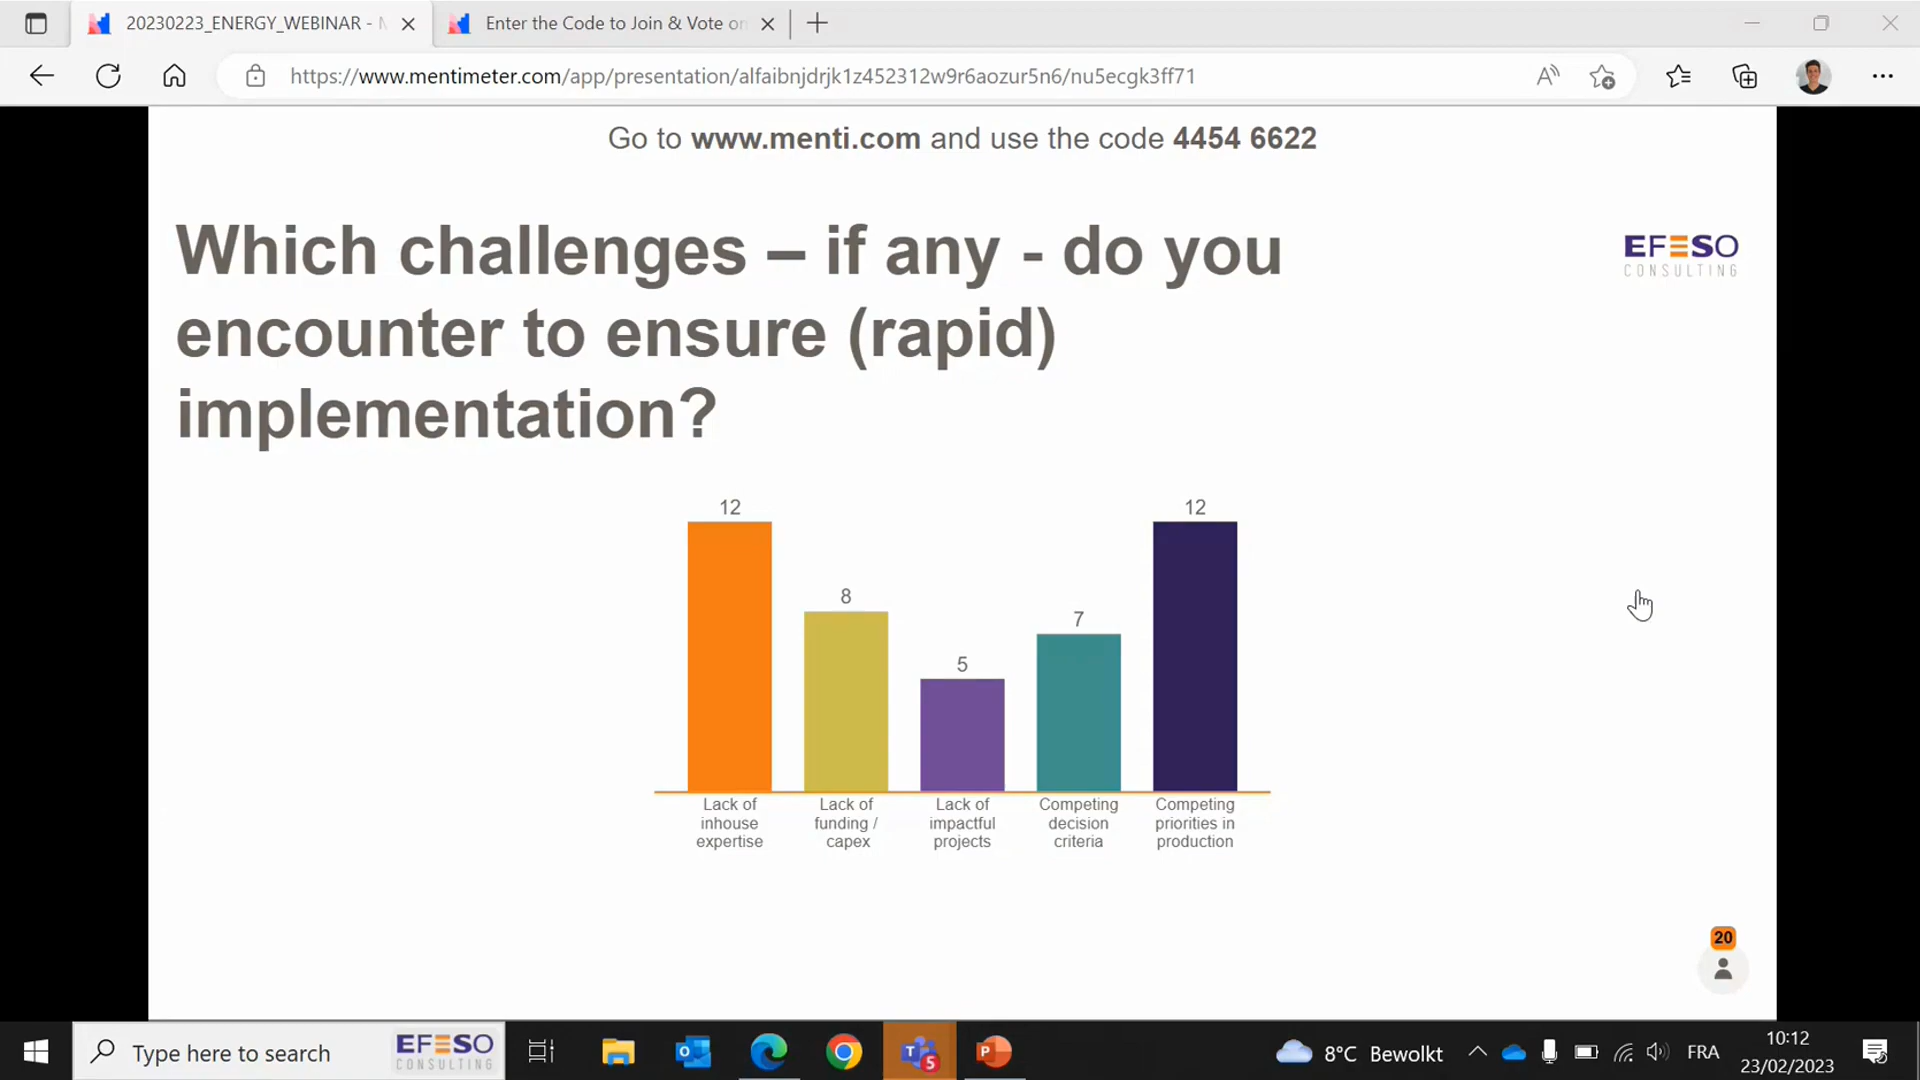 20230223_ENERGY_WEBINAR -
Enter the Code to Join & Vote on
https://www.mentimeter.com/app/presentation/alfaibnjdrjk1z452312w9r6aozur5n6/nu5ecgk3ff71
Go to www.menti.com and use the code 4454 6622
Which challenges – if any - do you
encounter to ensure (rapid)
implementation?
EFESO
CONSULTING
12
8
5
7
12
Lack of
inhouse
expertise
Lack of
funding /
capex
Lack of
impactful
projects
Competing
decision
criteria
Competing
priorities in
production
20
Type here to search
EFESO
CONSULTING
5
8°C Bewolkt
FRA
10:12
23/02/2023